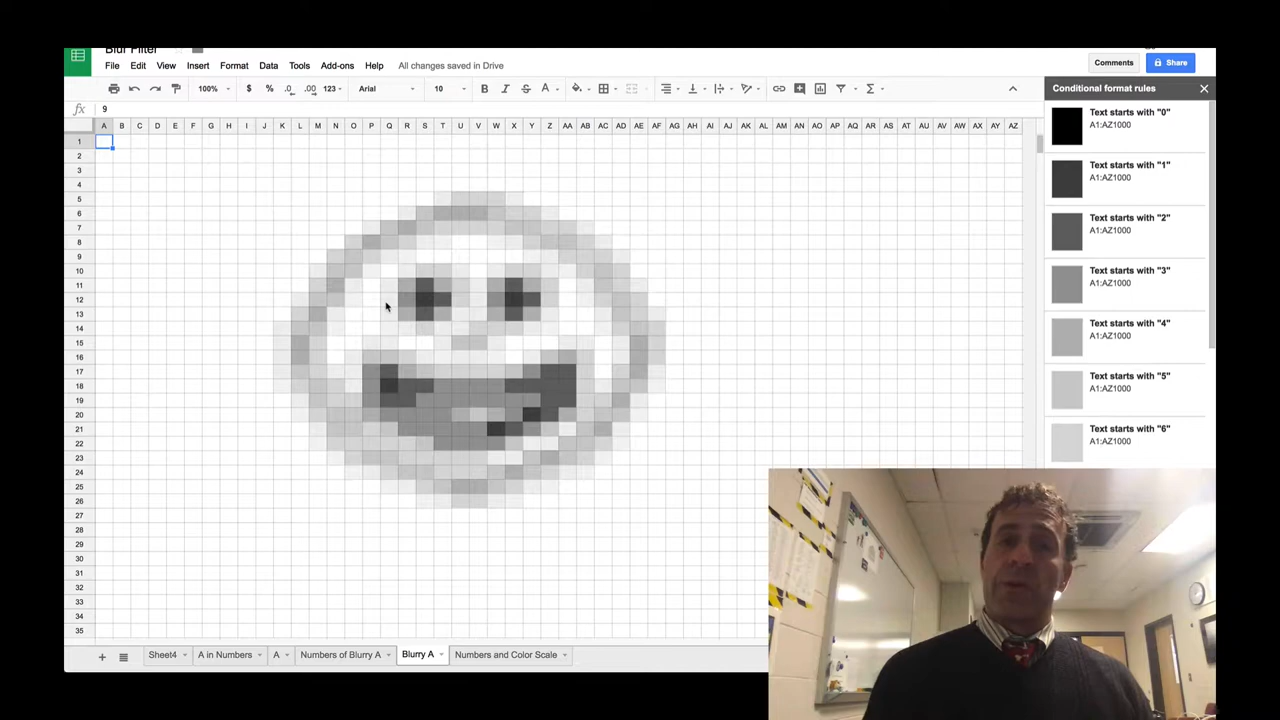 Blur Filter
File Edit View Insert Format Data Tools Add-ons Help All changes saved in Drive
Comments Share
100% $ % .0 .00 123 Arial 10 B I S A Σ
Conditional format rules
fx 9
A B C D E F G H I J K L M N O P Q R S T U V W X Y Z AA AB AC AD AE AF AG AH AI AJ AK AL AM AN AO AP AQ AR AS AT AU AV AW AX AY AZ
1
2
3
4
5
6
7
8
9
10
11
12
13
14
15
16
17
18
19
20
21
22
23
24
25
26
27
28
29
30
31
32
33
34
35
Text starts with "0"
A1:AZ1000
Text starts with "1"
A1:AZ1000
Text starts with "2"
A1:AZ1000
Text starts with "3"
A1:AZ1000
Text starts with "4"
A1:AZ1000
Text starts with "5"
A1:AZ1000
Text starts with "6"
A1:AZ1000
+ Sheet4 A in Numbers A Numbers of Blurry A Blurry A Numbers and Color Scale